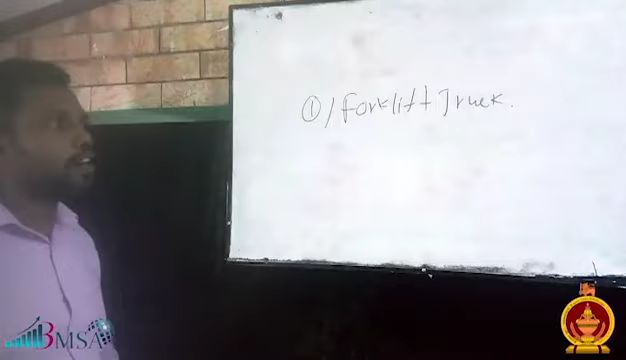 ① / Forklift Truck.
BMSA